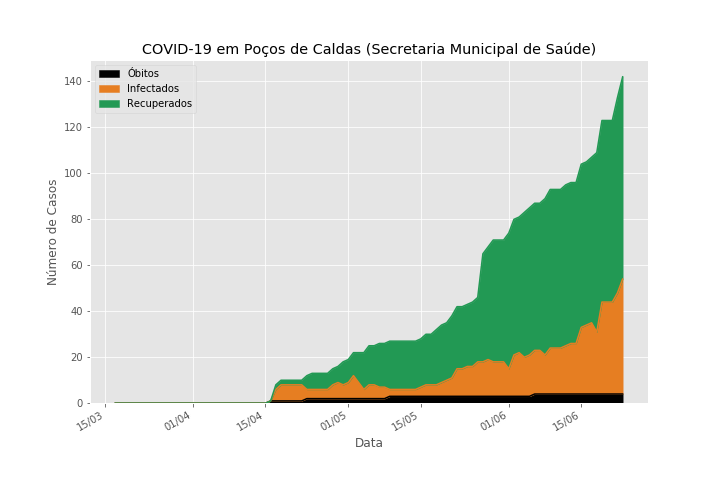 COVID-19 em Poços de Caldas (Secretaria Municipal de Saúde)
Óbitos
Infectados
Recuperados
Número de Casos
140
120
100
80
60
40
20
0
15/03
01/04
15/04
01/05
15/05
01/06
15/06
Data